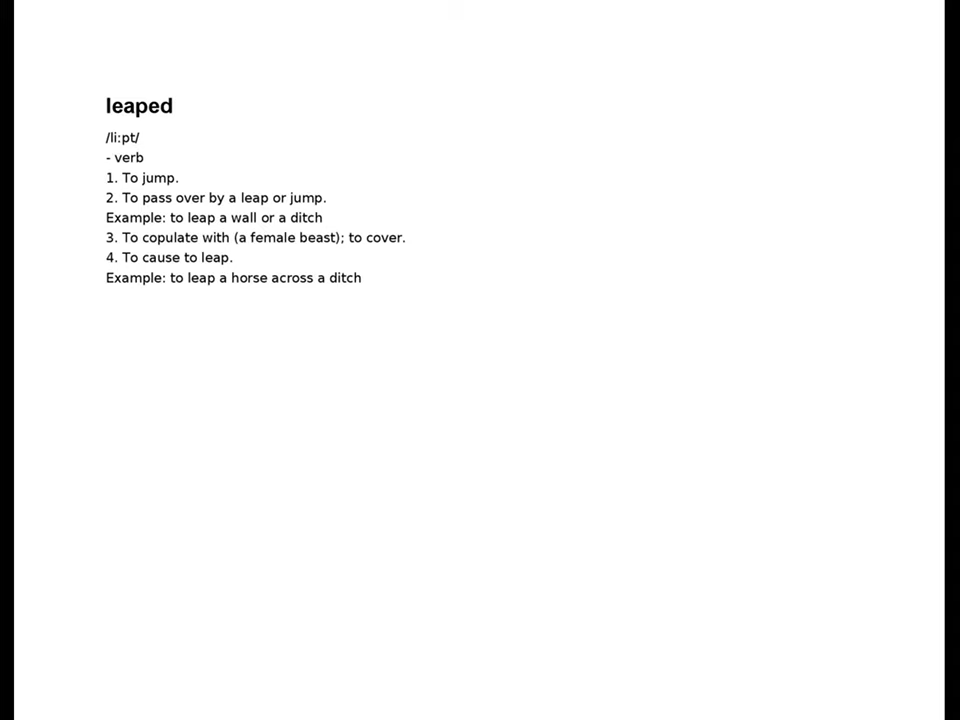 leaped
/liːpt/
- verb
1. To jump.
2. To pass over by a leap or jump.
Example: to leap a wall or a ditch
3. To copulate with (a female beast); to cover.
4. To cause to leap.
Example: to leap a horse across a ditch